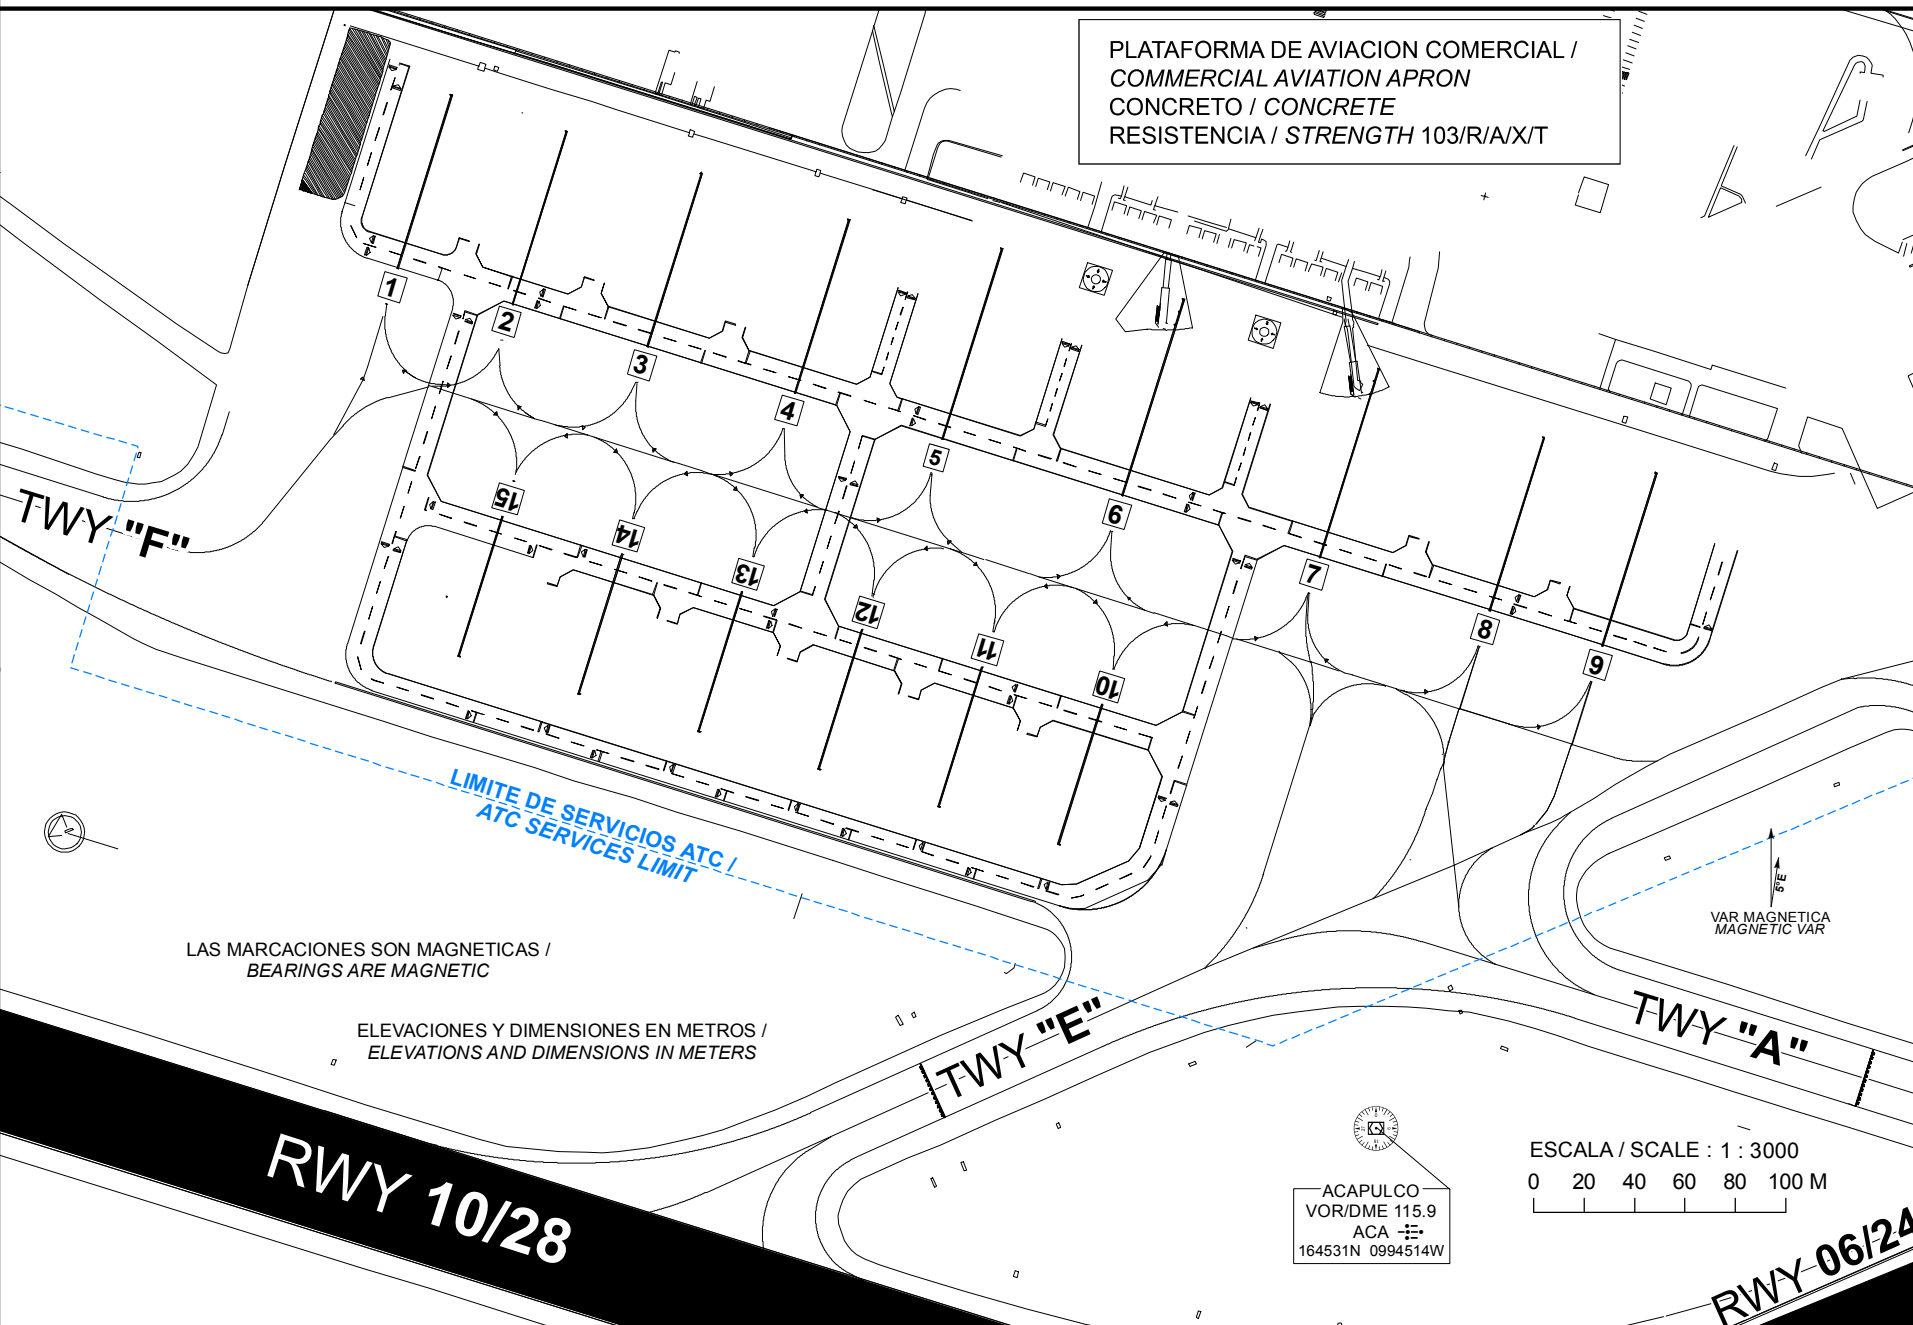 PLATAFORMA DE AVIACION COMERCIAL /
COMMERCIAL AVIATION APRON
CONCRETO / CONCRETE
RESISTENCIA / STRENGTH 103/R/A/X/T
1
2
3
4
5
6
7
8
9
15
14
13
12
11
10
TWY "F"
LIMITE DE SERVICIOS ATC /
ATC SERVICES LIMIT
5°E
VAR MAGNETICA
MAGNETIC VAR
LAS MARCACIONES SON MAGNETICAS /
BEARINGS ARE MAGNETIC
ELEVACIONES Y DIMENSIONES EN METROS /
ELEVATIONS AND DIMENSIONS IN METERS
TWY "E"
TWY "A"
RWY 10/28
ACAPULCO
VOR/DME 115.9
ACA
164531N 0994514W
ESCALA / SCALE : 1 : 3000
0 20 40 60 80 100 M
RWY 06/24